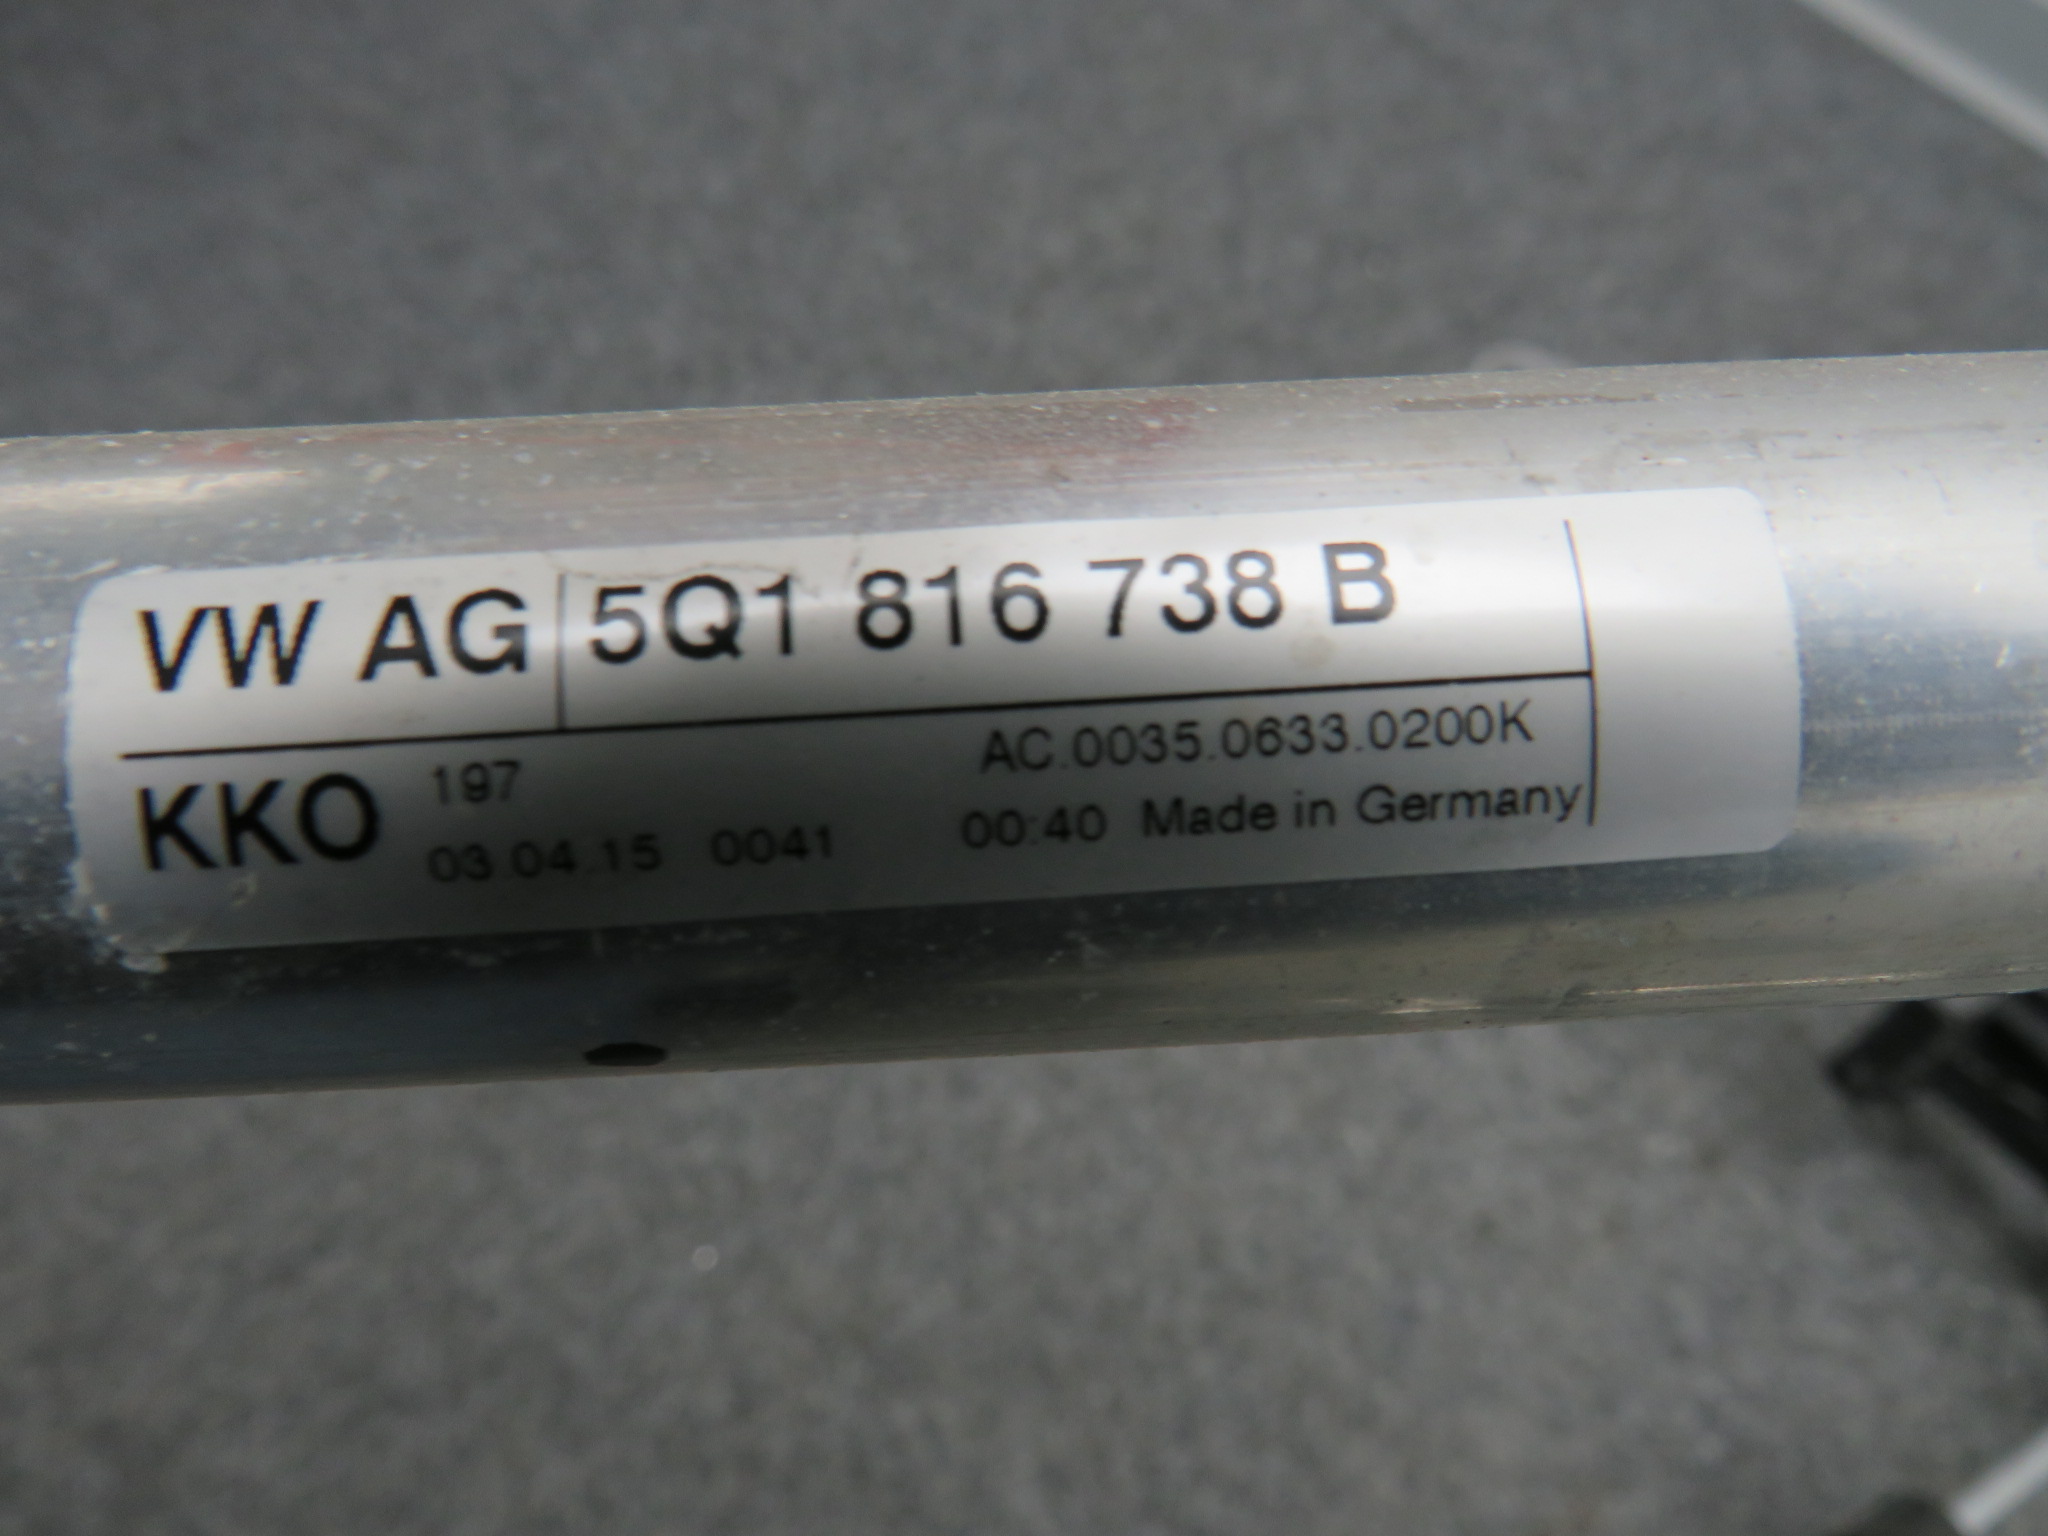 VW AG 5Q1 816 738 B
KKO 197 AC.0035.0633.0200K
03.04.15 0041 00:40 Made in Germany